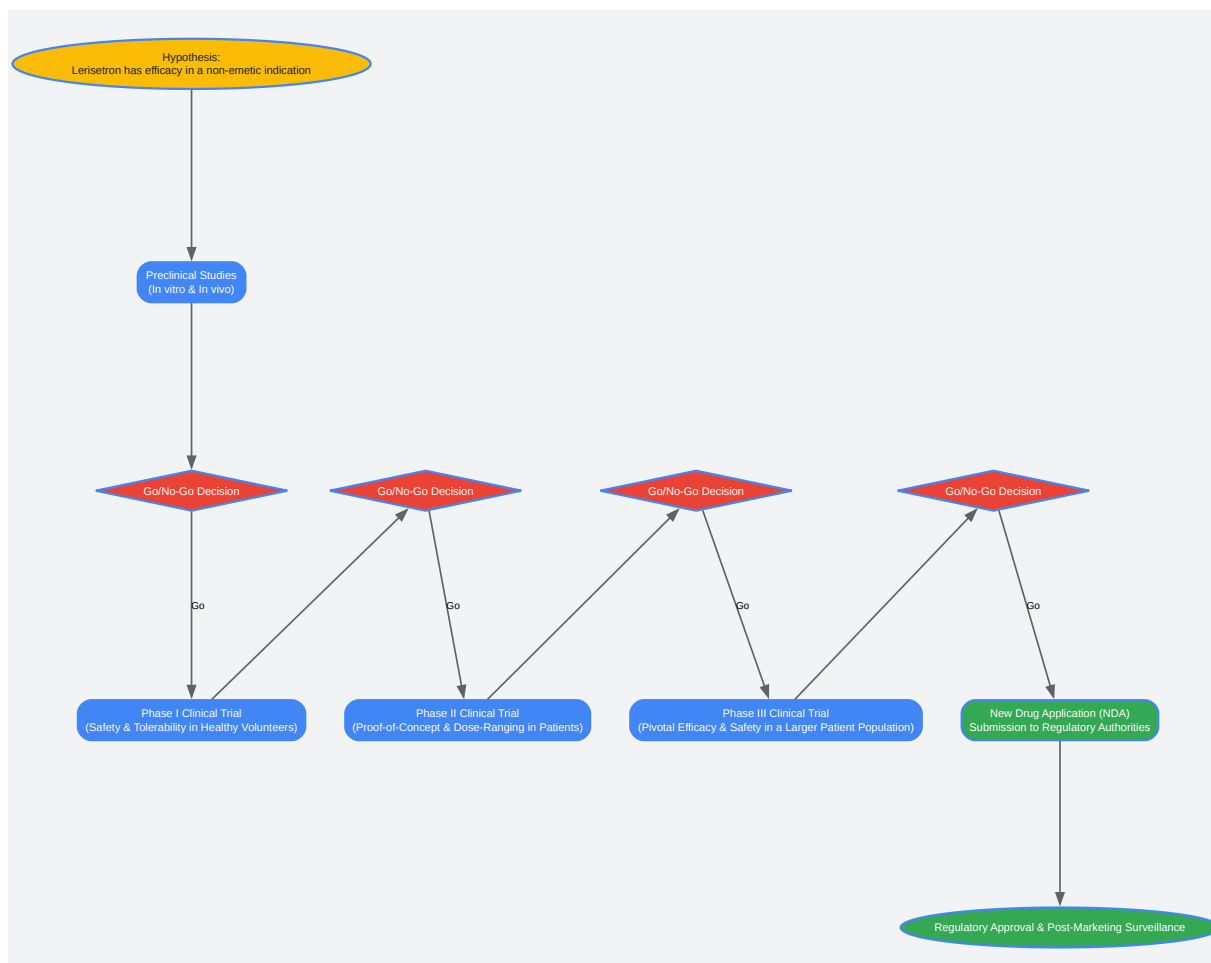 Hypothesis:
Lerisetron has efficacy in a non-emetic indication
Preclinical Studies
(In vitro & In vivo)
Go/No-Go Decision
Go/No-Go Decision
Go/No-Go Decision
Go/No-Go Decision
Go
Go
Go
Go
Phase I Clinical Trial
(Safety & Tolerability in Healthy Volunteers)
Phase II Clinical Trial
(Proof-of-Concept & Dose-Ranging in Patients)
Phase III Clinical Trial
(Pivotal Efficacy & Safety in a Larger Patient Population)
New Drug Application (NDA)
Submission to Regulatory Authorities
Regulatory Approval & Post-Marketing Surveillance